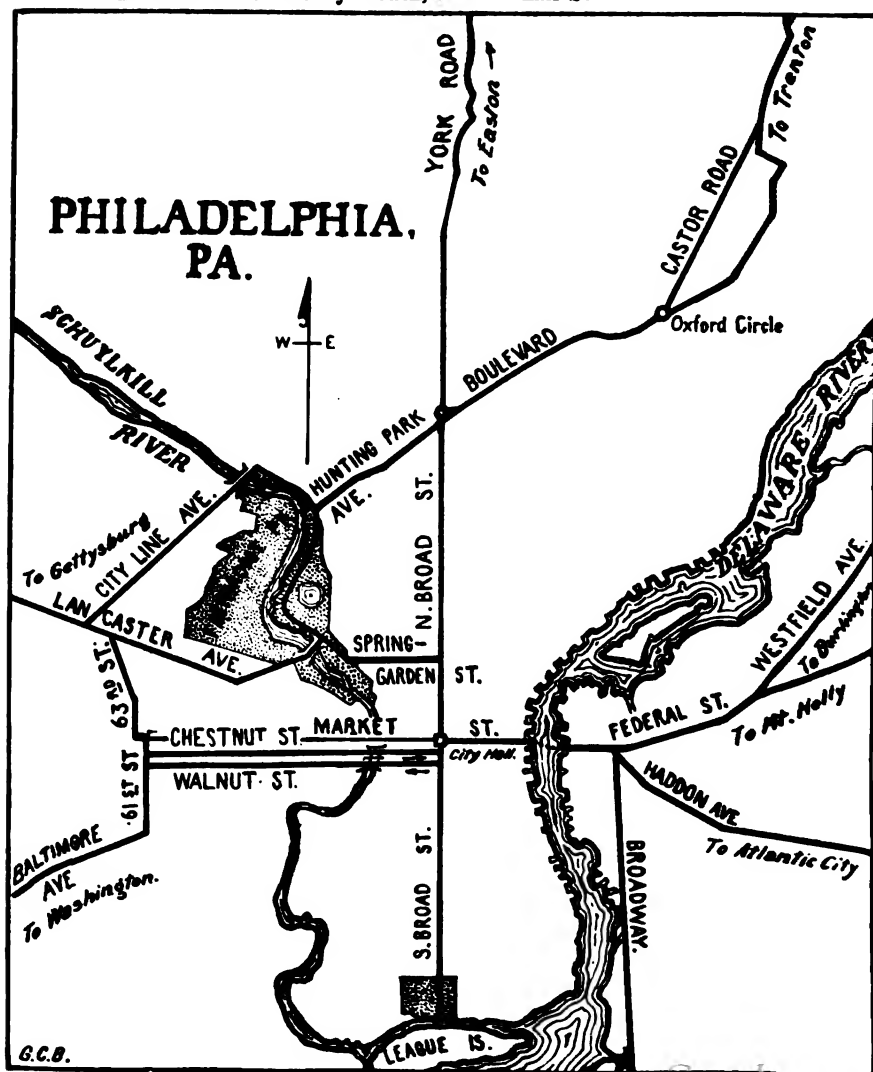 YORK ROAD
To Easton →
CASTOR ROAD
To Trenton
PHILADELPHIA,
PA.
W E
Oxford Circle
SCHUYLKILL
RIVER
BOULEVARD
HUNTING PARK
AVE.
DELAWARE RIVER
N. BROAD ST.
CITY LINE AVE.
To Gettysburg
LANCASTER AVE.
SPRING
GARDEN ST.
WESTFIELD AVE.
To Burlington
63RD ST.
FEDERAL ST.
To Mt. Holly
CHESTNUT ST.
MARKET ST.
City Hall.
WALNUT ST.
61ST ST
HADDON AVE
To Atlantic City
BALTIMORE
AVE
To Washington.
S. BROAD ST.
BROADWAY.
LEAGUE IS.
G.C.B.